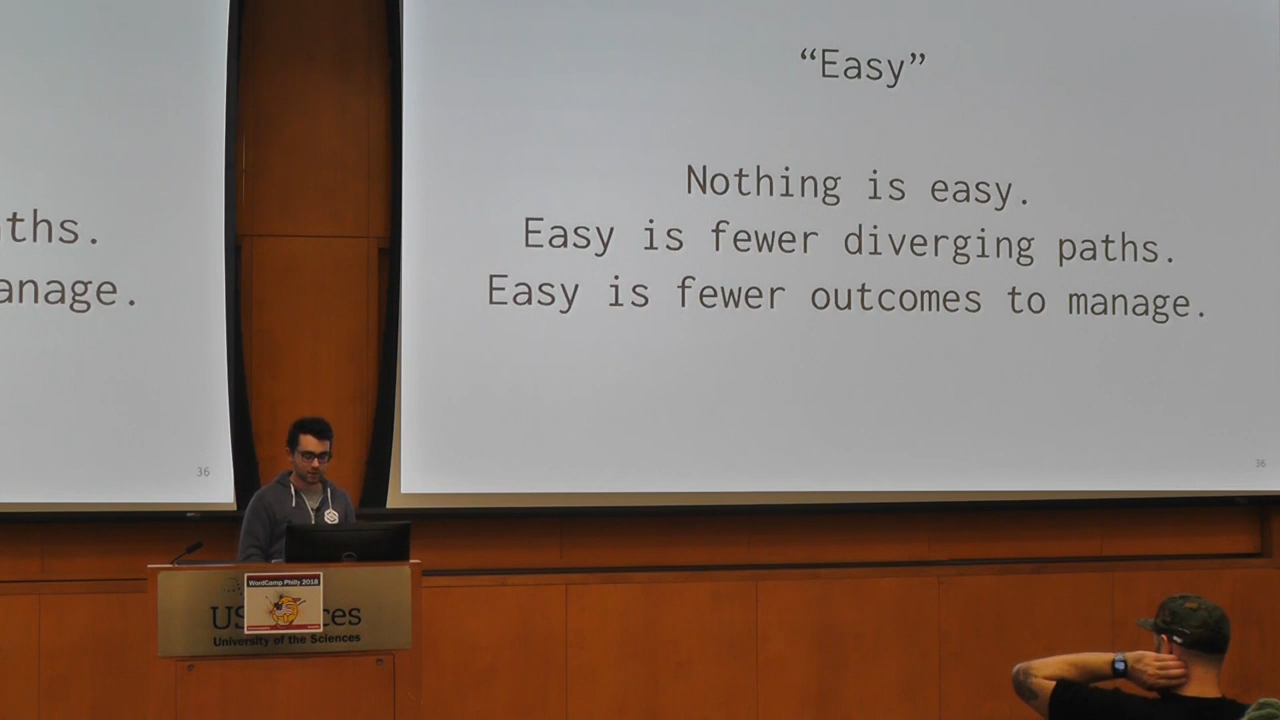 “Easy”
Nothing is easy.
Easy is fewer diverging paths.
Easy is fewer outcomes to manage.
36
ths.
anage.
36
WordCamp Philly 2018
US
ces
University of the Sciences